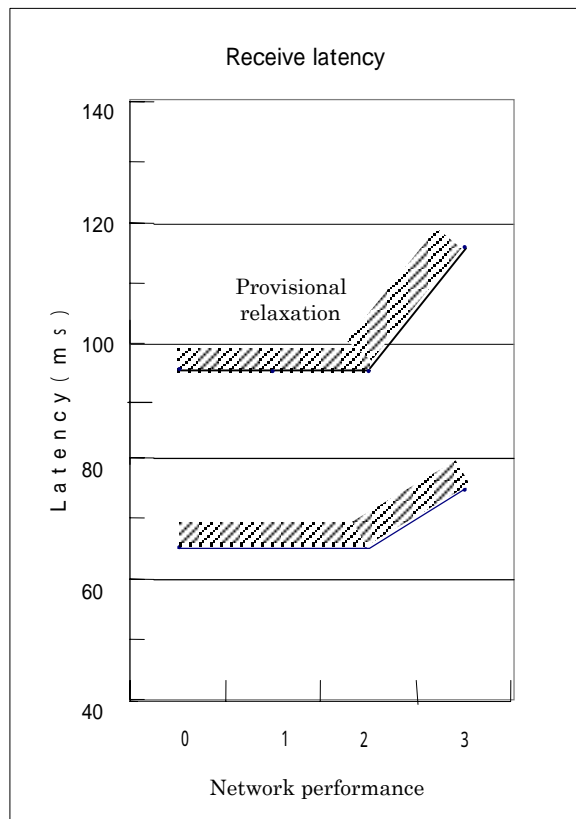 Receive latency
140
120
Provisional
relaxation
100
80
60
40
Latency(ms)
0 1 2 3
Network performance